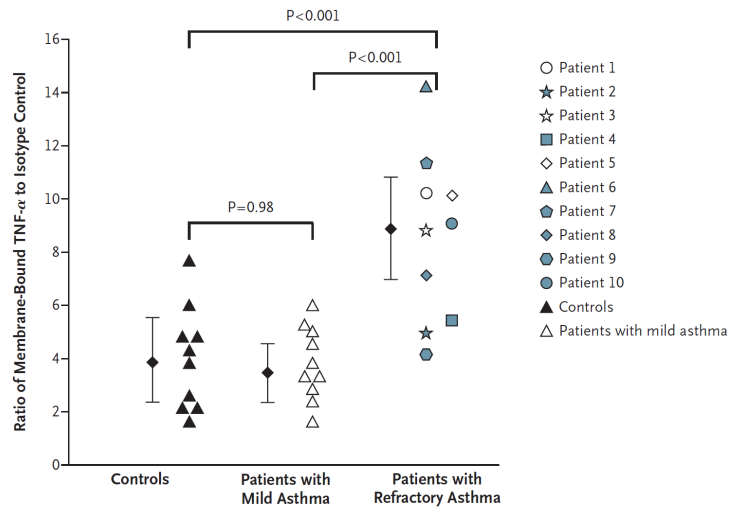 P<0.001
P<0.001
P=0.98
Ratio of Membrane-Bound TNF-α to Isotype Control
16
14
12
10
8
6
4
2
0
Controls
Patients with
Mild Asthma
Patients with
Refractory Asthma
Patient 1
Patient 2
Patient 3
Patient 4
Patient 5
Patient 6
Patient 7
Patient 8
Patient 9
Patient 10
Controls
Patients with mild asthma